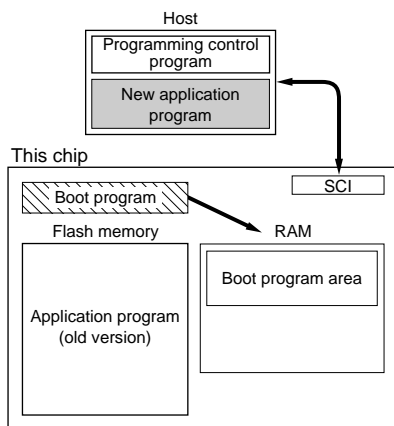 Host
Programming control
program
New application
program
This chip
SCI
Boot program
Flash memory
RAM
Boot program area
Application program
(old version)